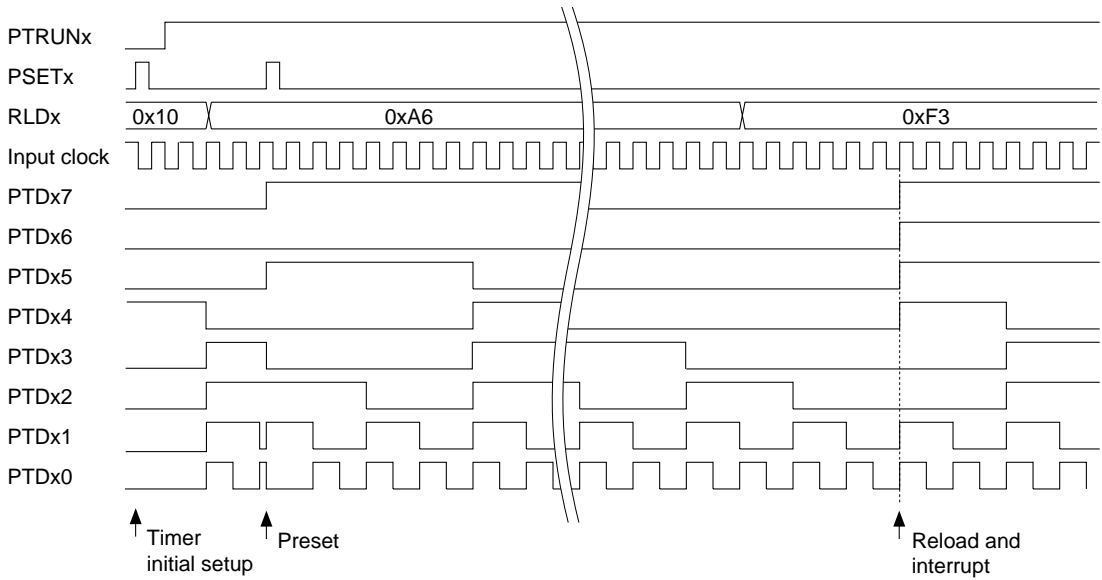 PTRUNx
PSETx
RLDx 0x10 0xA6 0xF3
Input clock
PTDx7
PTDx6
PTDx5
PTDx4
PTDx3
PTDx2
PTDx1
PTDx0
Timer
initial setup
Preset
Reload and
interrupt